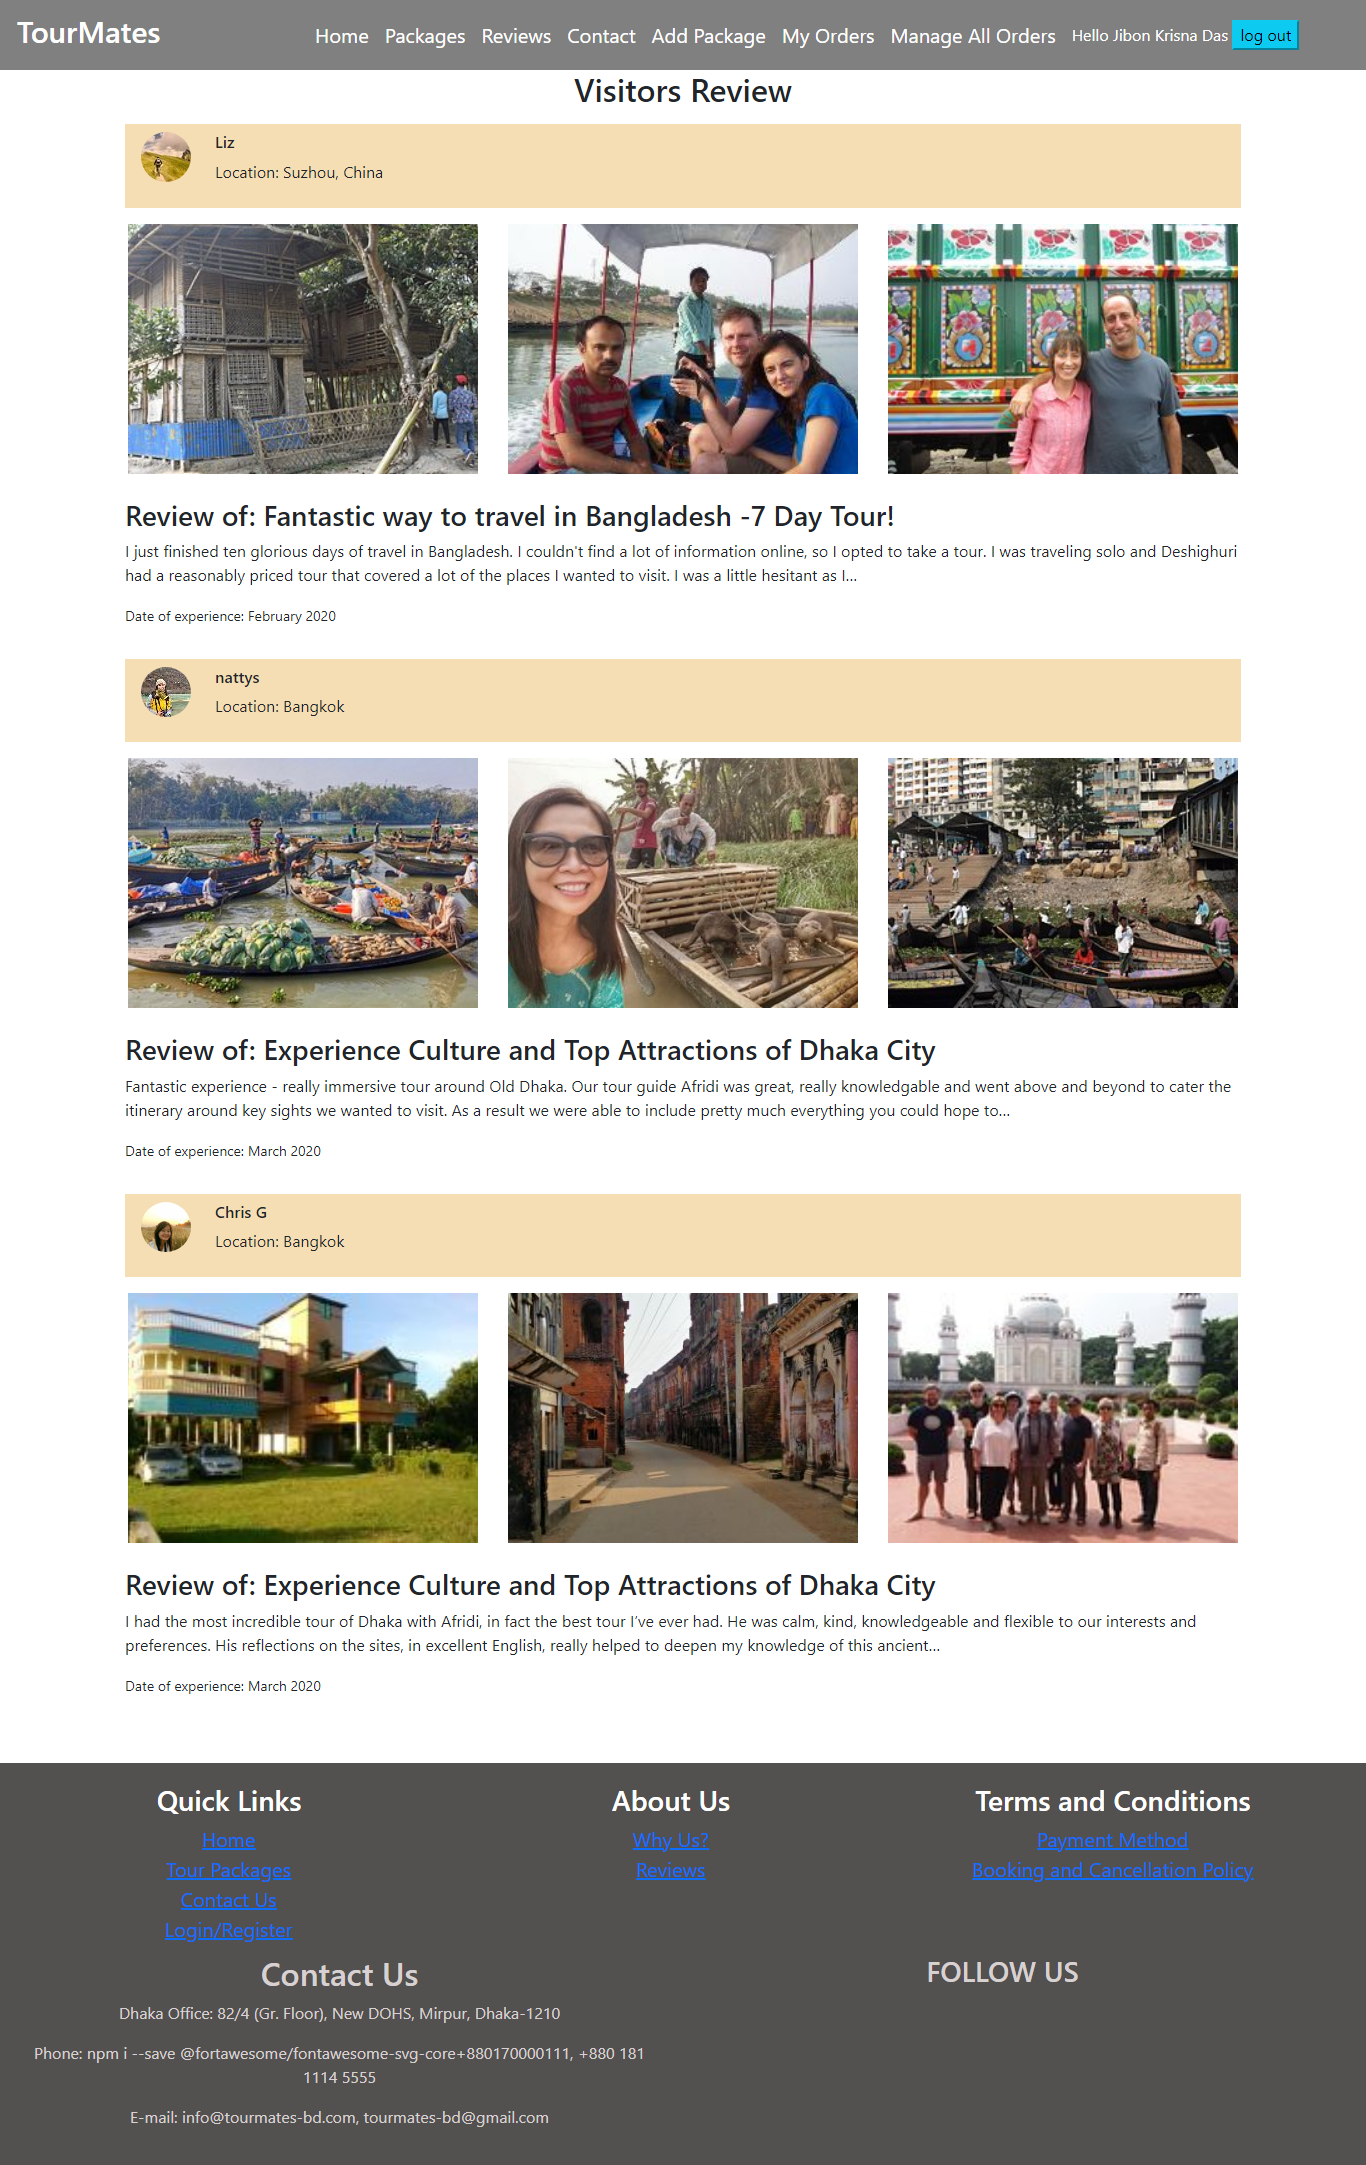 TourMates
Home Packages Reviews Contact Add Package My Orders Manage All Orders Hello Jibon Krisna Das log out
Visitors Review
Liz
Location: Suzhou, China
Review of: Fantastic way to travel in Bangladesh -7 Day Tour!
I just finished ten glorious days of travel in Bangladesh. I couldn't find a lot of information online, so I opted to take a tour. I was traveling solo and Deshighuri
had a reasonably priced tour that covered a lot of the places I wanted to visit. I was a little hesitant as I...
Date of experience: February 2020
nattys
Location: Bangkok
Review of: Experience Culture and Top Attractions of Dhaka City
Fantastic experience - really immersive tour around Old Dhaka. Our tour guide Afridi was great, really knowledgable and went above and beyond to cater the
itinerary around key sights we wanted to visit. As a result we were able to include pretty much everything you could hope to...
Date of experience: March 2020
Chris G
Location: Bangkok
Review of: Experience Culture and Top Attractions of Dhaka City
I had the most incredible tour of Dhaka with Afridi, in fact the best tour I’ve ever had. He was calm, kind, knowledgeable and flexible to our interests and
preferences. His reflections on the sites, in excellent English, really helped to deepen my knowledge of this ancient...
Date of experience: March 2020
Quick Links
Home
Tour Packages
Contact Us
Login/Register
About Us
Why Us?
Reviews
Terms and Conditions
Payment Method
Booking and Cancellation Policy
Contact Us
Dhaka Office: 82/4 (Gr. Floor), New DOHS, Mirpur, Dhaka-1210
Phone: npm i --save @fortawesome/fontawesome-svg-core+880170000111, +880 181
1114 5555
E-mail: info@tourmates-bd.com, tourmates-bd@gmail.com
FOLLOW US